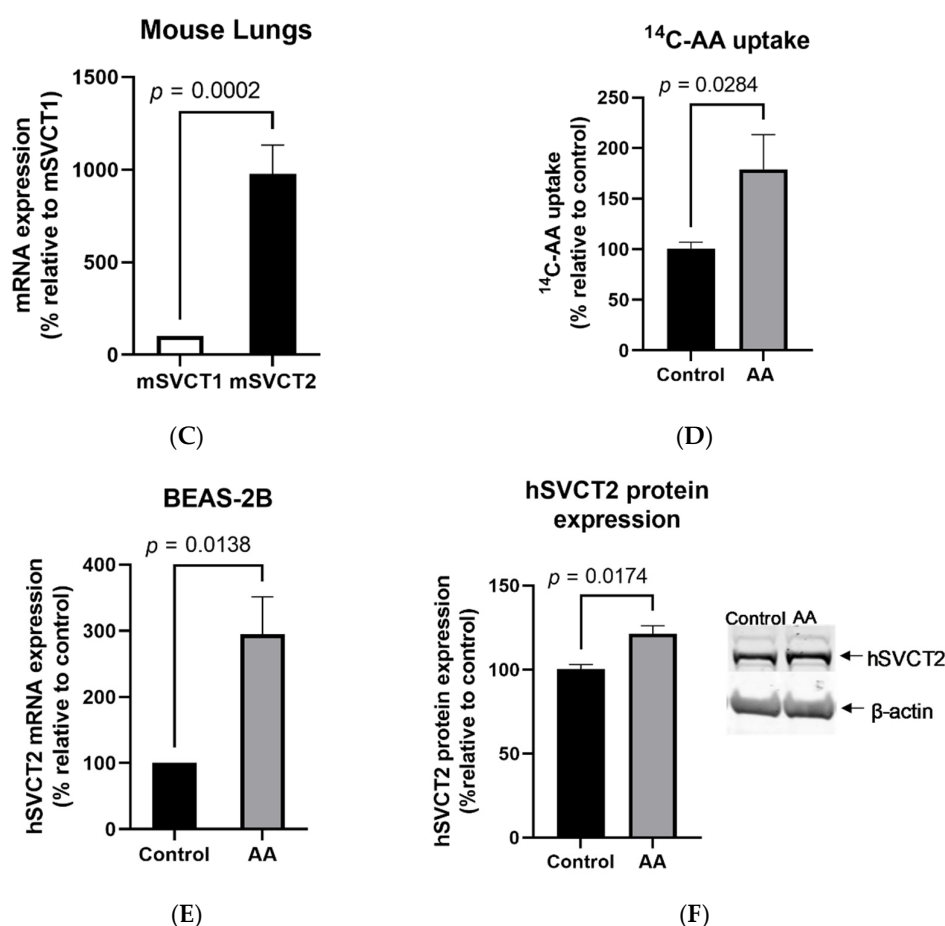 Mouse Lungs
p = 0.0002
mRNA expression
(% relative to mSVCT1)
1500
1000
500
0
mSVCT1 mSVCT2
(C)
¹⁴C-AA uptake
p = 0.0284
¹⁴C-AA uptake
(% relative to control)
250
200
150
100
50
0
Control AA
(D)
BEAS-2B
p = 0.0138
hSVCT2 mRNA expression
(% relative to control)
400
300
200
100
0
Control AA
(E)
hSVCT2 protein
expression
p = 0.0174
hSVCT2 protein expression
(%relative to control)
150
100
50
0
Control AA
Control AA
hSVCT2
β-actin
(F)